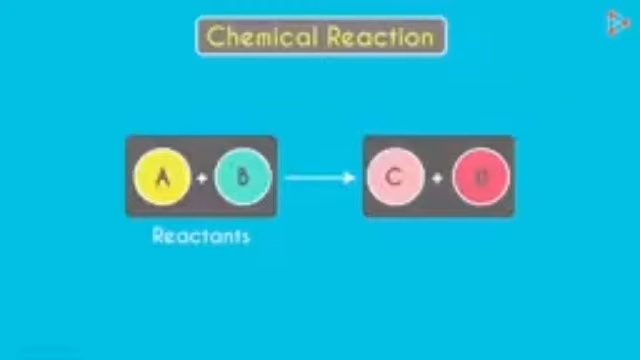 Chemical Reaction
A + B → C + D
Reactants